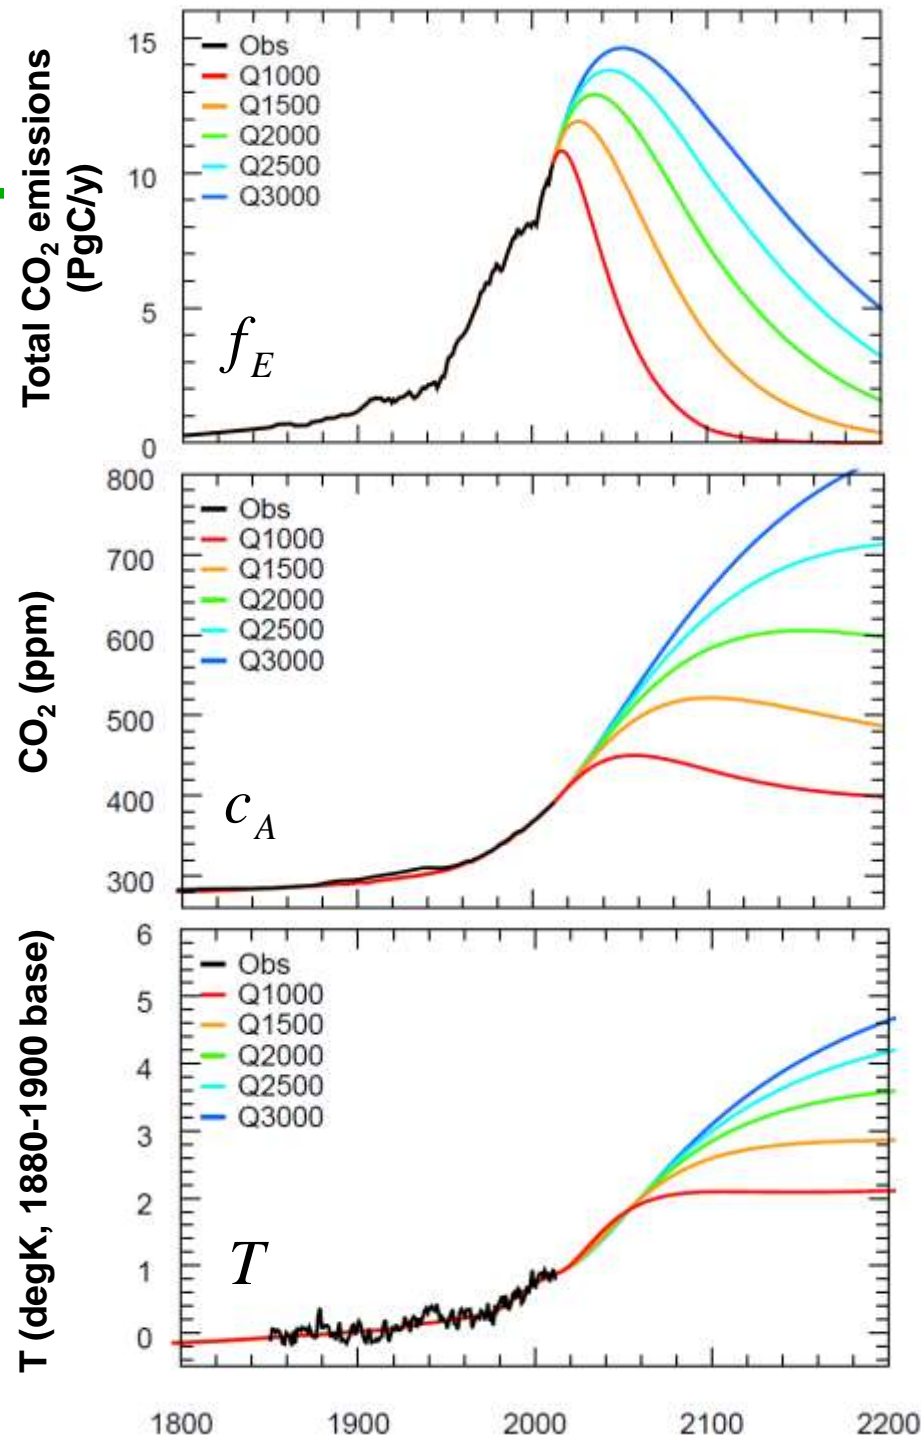 Total CO₂ emissions
(PgC/y)
15
10
5
0
Obs
Q1000
Q1500
Q2000
Q2500
Q3000
f_E
CO₂ (ppm)
800
700
600
500
400
300
Obs
Q1000
Q1500
Q2000
Q2500
Q3000
c_A
T (degK, 1880-1900 base)
6
5
4
3
2
1
0
Obs
Q1000
Q1500
Q2000
Q2500
Q3000
T
1800 1900 2000 2100 2200